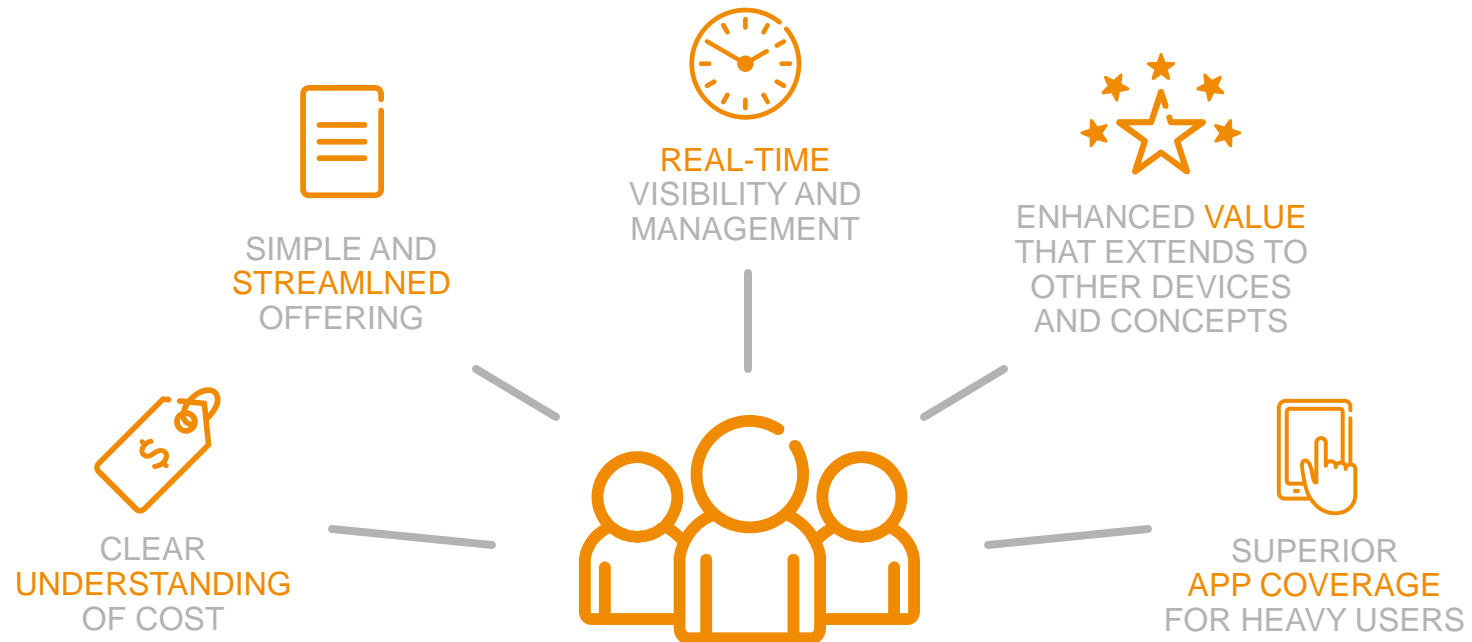 REAL-TIME
VISIBILITY AND
MANAGEMENT
ENHANCED VALUE
THAT EXTENDS TO
OTHER DEVICES
AND CONCEPTS
SIMPLE AND
STREAMLNED
OFFERING
$
CLEAR
UNDERSTANDING
OF COST
SUPERIOR
APP COVERAGE
FOR HEAVY USERS